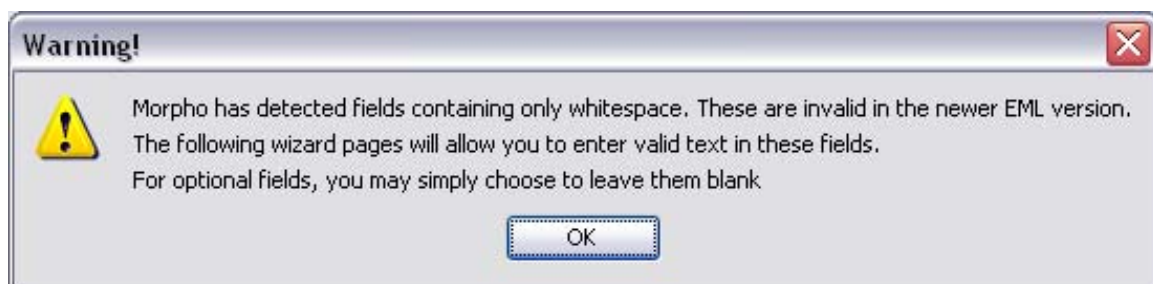 Warning!
Morpho has detected fields containing only whitespace. These are invalid in the newer EML version.
The following wizard pages will allow you to enter valid text in these fields.
For optional fields, you may simply choose to leave them blank
OK